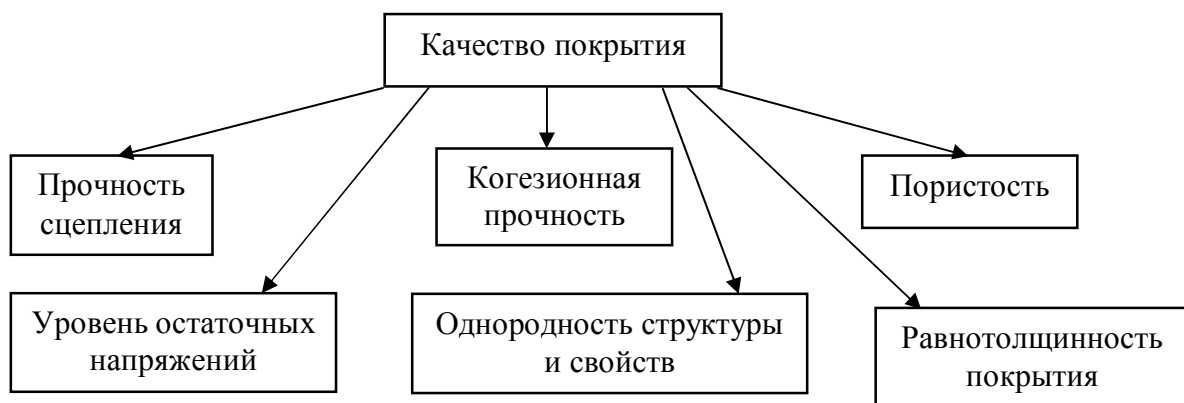 Качество покрытия
Прочность
сцепления
Когезионная
прочность
Пористость
Уровень остаточных
напряжений
Однородность структуры
и свойств
Равнотолщинность
покрытия